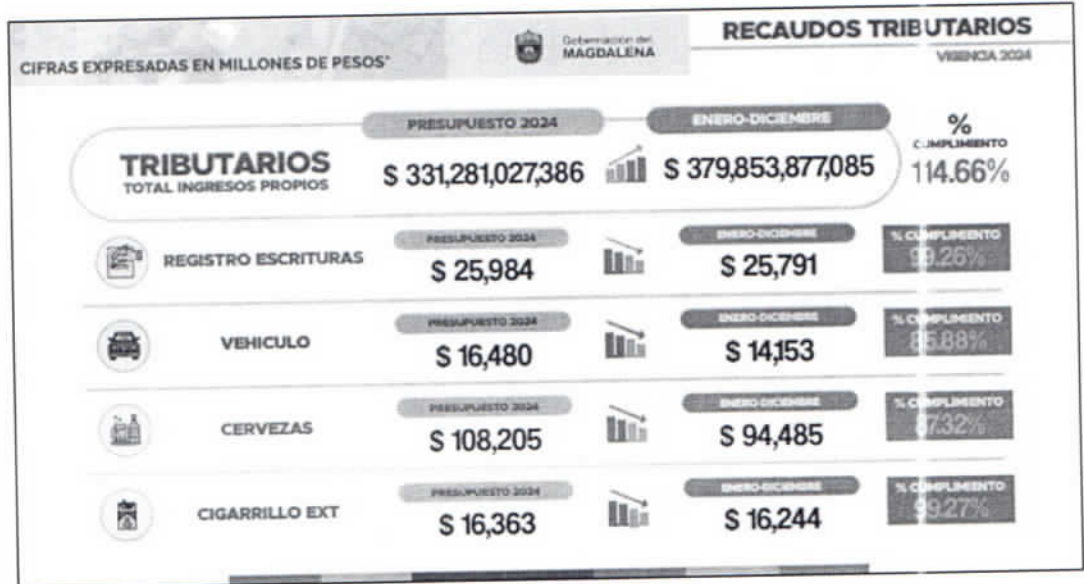 RECAUDOS TRIBUTARIOS
Gobernación del
MAGDALENA
VIGENCIA 2024
CIFRAS EXPRESADAS EN MILLONES DE PESOS*
PRESUPUESTO 2024
ENERO-DICIEMBRE
%
CUMPLIMIENTO
TRIBUTARIOS
TOTAL INGRESOS PROPIOS
$ 331,281,027,386
$ 379,853,877,085
114.66%
PRESUPUESTO 2024
ENERO-DICIEMBRE
% CUMPLIMIENTO
REGISTRO ESCRITURAS
$ 25,984
$ 25,791
99.26%
PRESUPUESTO 2024
ENERO-DICIEMBRE
% CUMPLIMIENTO
VEHICULO
$ 16,480
$ 14,153
85.88%
PRESUPUESTO 2024
ENERO-DICIEMBRE
% CUMPLIMIENTO
CERVEZAS
$ 108,205
$ 94,485
87.32%
PRESUPUESTO 2024
ENERO-DICIEMBRE
% CUMPLIMIENTO
CIGARRILLO EXT
$ 16,363
$ 16,244
99.27%